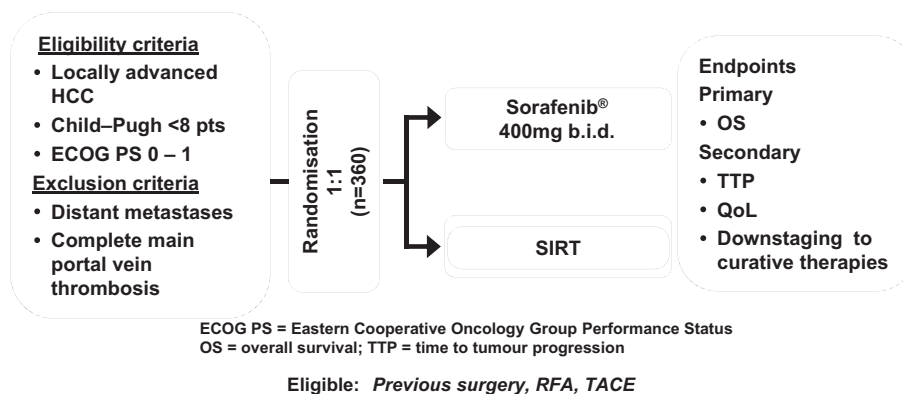 Eligibility criteria
• Locally advanced
HCC
• Child–Pugh <8 pts
• ECOG PS 0 – 1
Exclusion criteria
• Distant metastases
• Complete main
portal vein
thrombosis
Randomisation
1:1
(n=360)
Sorafenib®
400mg b.i.d.
SIRT
Endpoints
Primary
• OS
Secondary
• TTP
• QoL
• Downstaging to
curative therapies
ECOG PS = Eastern Cooperative Oncology Group Performance Status
OS = overall survival; TTP = time to tumour progression
Eligible: Previous surgery, RFA, TACE